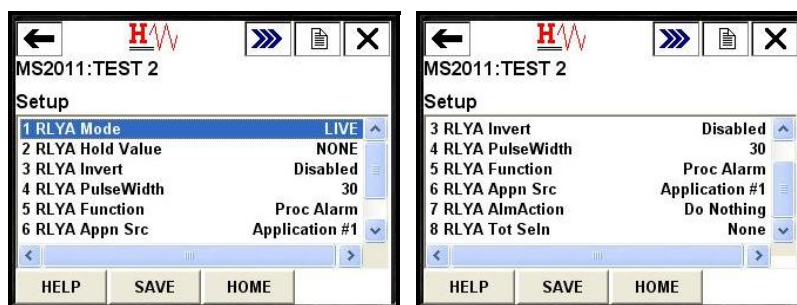 H
MS2011:TEST 2
Setup
1 RLYA Mode LIVE
2 RLYA Hold Value NONE
3 RLYA Invert Disabled
4 RLYA PulseWidth 30
5 RLYA Function Proc Alarm
6 RLYA Appn Src Application #1
HELP SAVE HOME
H
MS2011:TEST 2
Setup
3 RLYA Invert Disabled
4 RLYA PulseWidth 30
5 RLYA Function Proc Alarm
6 RLYA Appn Src Application #1
7 RLYA AlmAction Do Nothing
8 RLYA Tot Seln None
HELP SAVE HOME